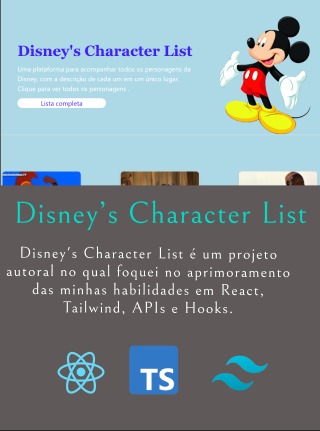 Disney's Character List
Uma plataforma para acompanhar todos os personagens da
Disney, com a descrição de cada um em um único lugar.
Clique para ver todos os personagens .
Lista completa
Disney's Character List
Disney's Character List é um projeto
autoral no qual foquei no aprimoramento
das minhas habilidades em React,
Tailwind, APIs e Hooks.
TS